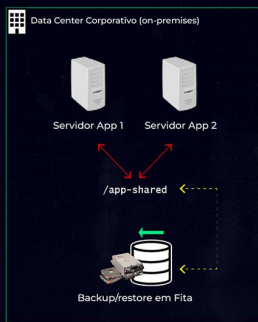 Data Center Corporativo (on-premises)
Servidor App 1
Servidor App 2
/app-shared
Backup/restore em Fita